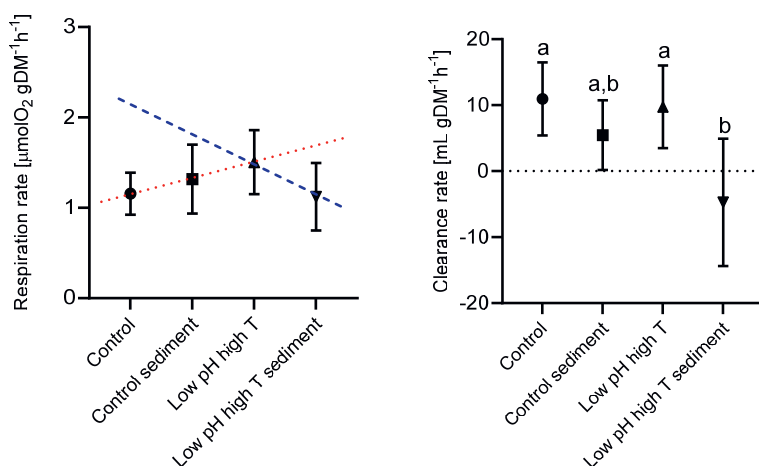 Respiration rate [μmolO₂ gDM⁻¹h⁻¹]
3
2
1
0
Control
Control sediment
Low pH high T
Low pH high T sediment
Clearance rate [mL gDM⁻¹h⁻¹]
20
10
0
-10
-20
a
a,b
a
b
Control
Control sediment
Low pH high T
Low pH high T sediment